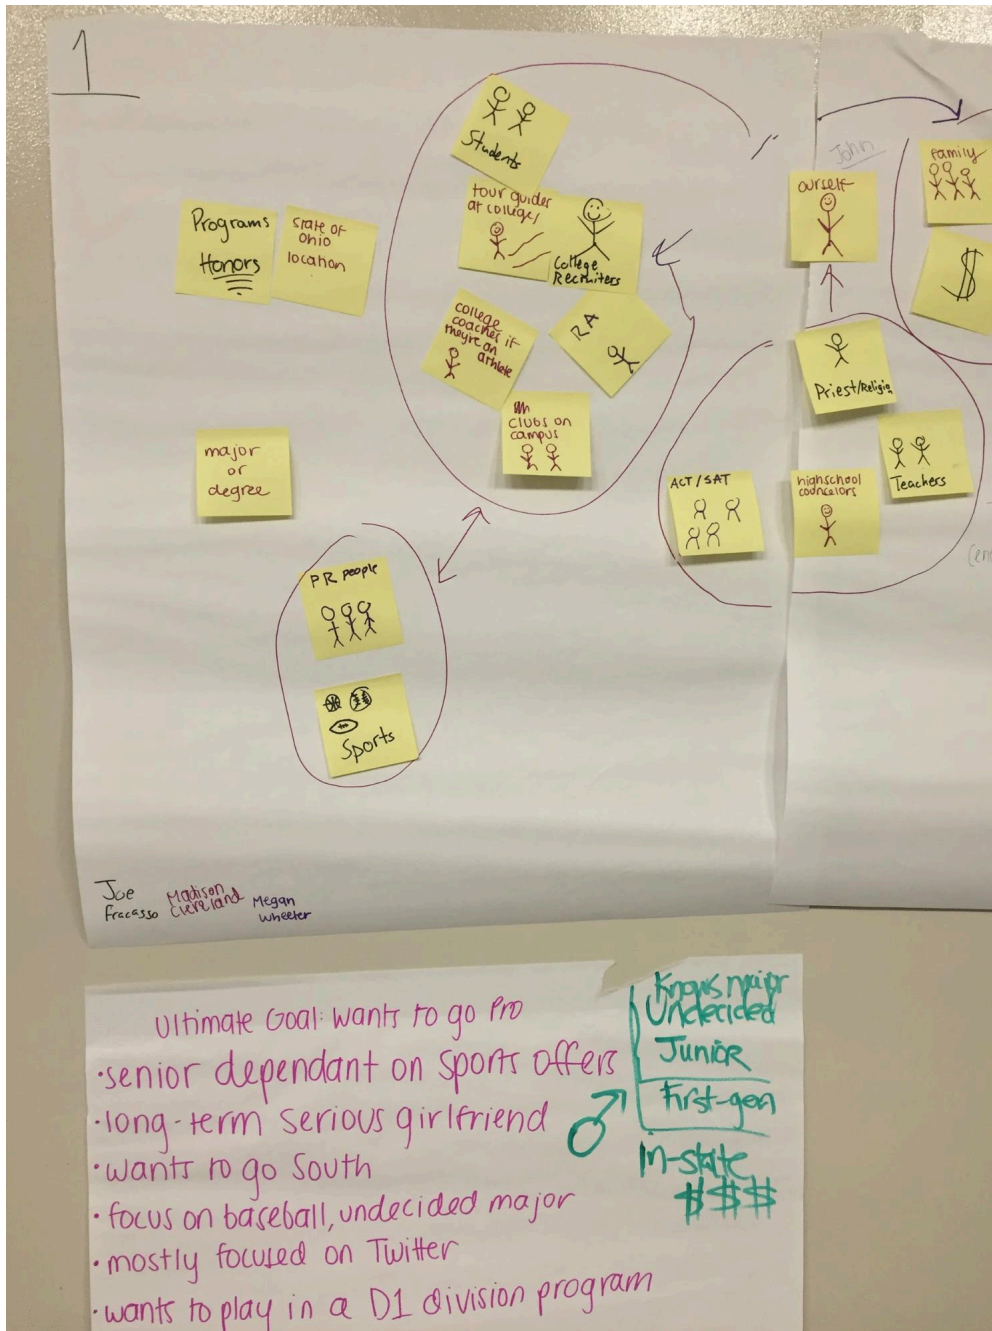 1
Students
tour guides
at college/
College
Recruiters
Programs
Honors
State of
Ohio
location
college
coaches if
theyre an
athlete
RA
clubs on
campus
major
or
degree
PR people
Sports
John
ourself
family
$
Priest/Religio
Teachers
highschool
councelors
ACT/SAT
Joe
Fracasso
Madison
Cleveland
Megan
Wheeler
Ultimate Goal: wants to go Pro
·senior dependant on sports offers
·long-term serious girlfriend
·wants to go South
·focus on baseball, undecided major
·mostly focused on Twitter
·wants to play in a D1 division program
Knows major
Undecided
Junior
First-gen
In-state
$$$